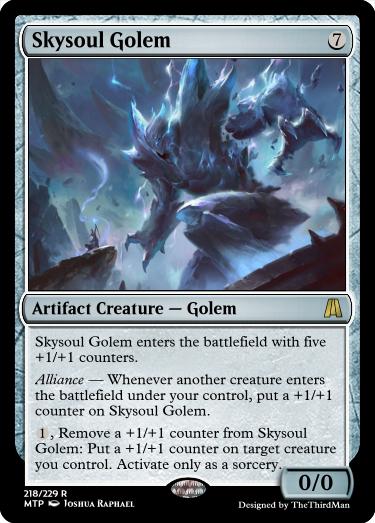 Skysoul Golem 7
Artifact Creature — Golem
Skysoul Golem enters the battlefield with five
+1/+1 counters.
Alliance — Whenever another creature enters
the battlefield under your control, put a +1/+1
counter on Skysoul Golem.
1 , Remove a +1/+1 counter from Skysoul
Golem: Put a +1/+1 counter on target creature
you control. Activate only as a sorcery.
0/0
218/229 R
MTP Joshua Raphael
Designed by TheThirdMan